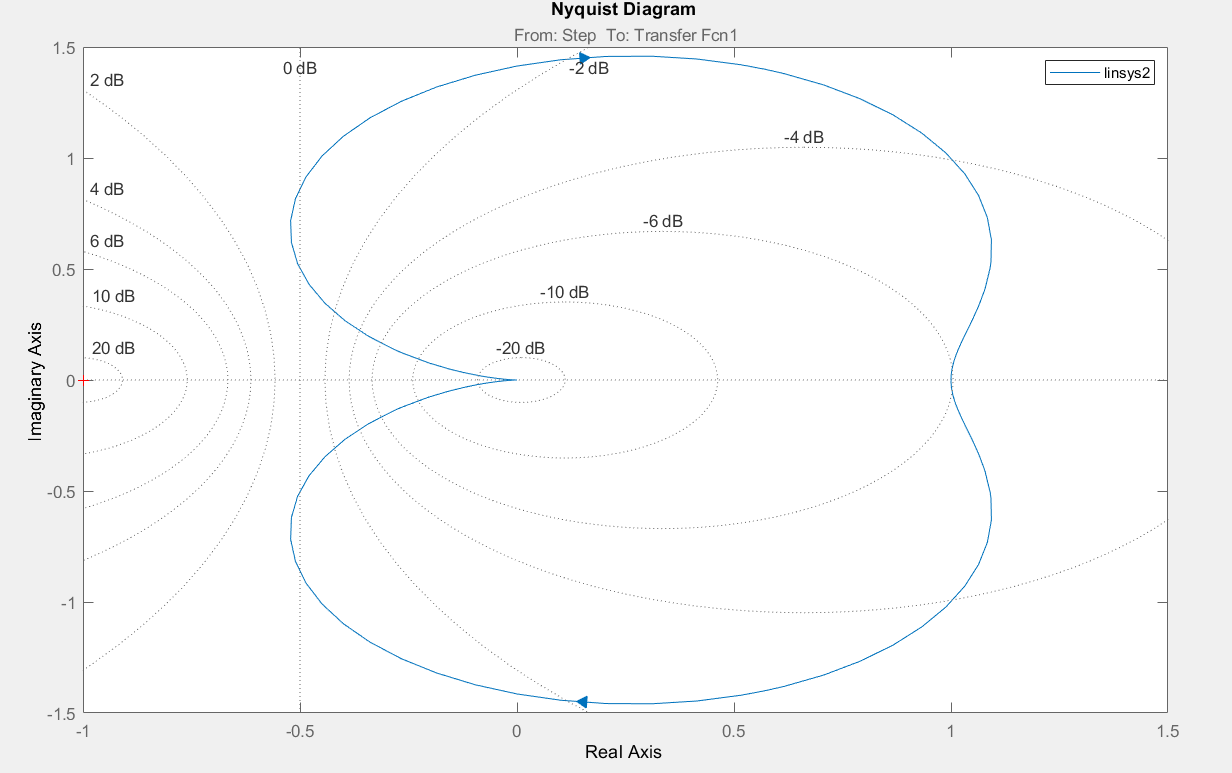 Nyquist Diagram
From: Step To: Transfer Fcn1
1.5
0 dB
-2 dB
linsys2
2 dB
-4 dB
1
4 dB
-6 dB
6 dB
0.5
10 dB
-10 dB
20 dB
-20 dB
0
Imaginary Axis
-0.5
-1
-1.5
-1
-0.5
0
0.5
1
1.5
Real Axis